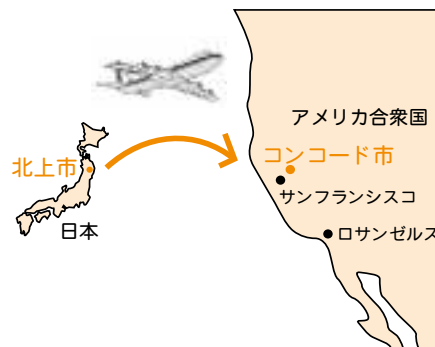 アメリカ合衆国
北上市
コンコード市
サンフランシスコ
日本
ロサンゼルス